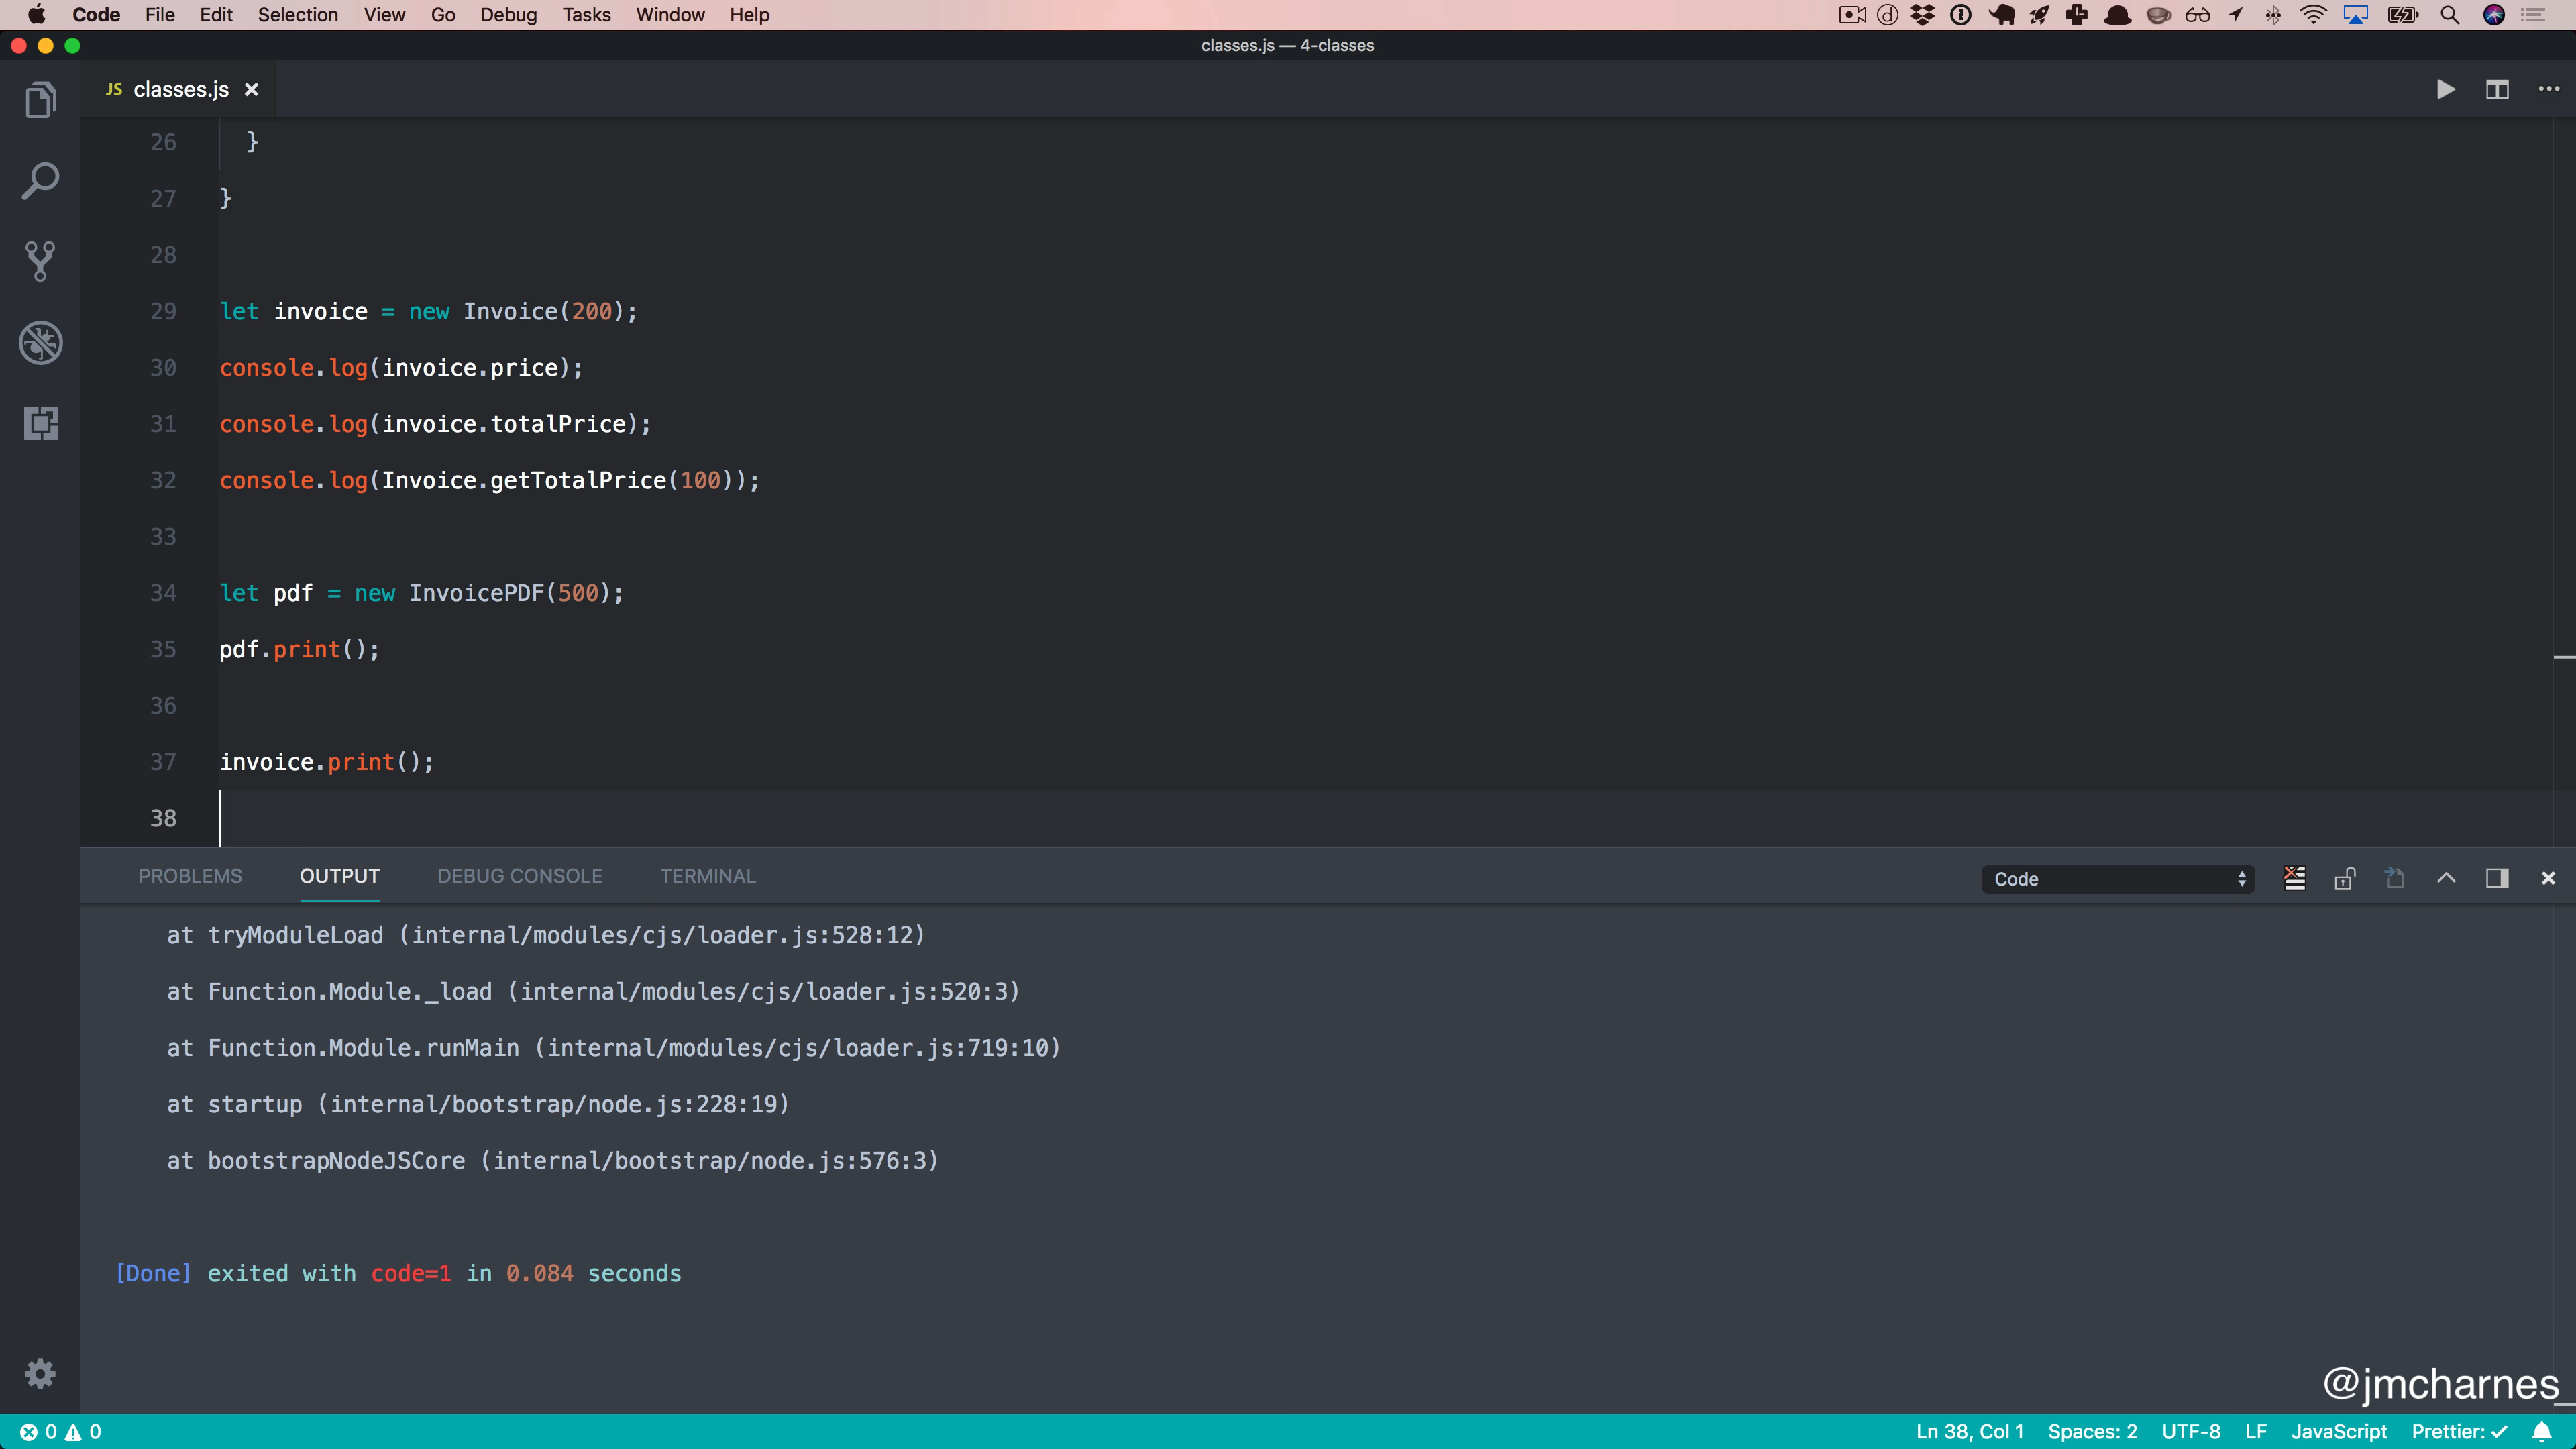 Code File Edit Selection View Go Debug Tasks Window Help
classes.js — 4-classes
JS classes.js
26 }
27 }
28
29 let invoice = new Invoice(200);
30 console.log(invoice.price);
31 console.log(invoice.totalPrice);
32 console.log(Invoice.getTotalPrice(100));
33
34 let pdf = new InvoicePDF(500);
35 pdf.print();
36
37 invoice.print();
38
PROBLEMS OUTPUT DEBUG CONSOLE TERMINAL Code
at tryModuleLoad (internal/modules/cjs/loader.js:528:12)
at Function.Module._load (internal/modules/cjs/loader.js:520:3)
at Function.Module.runMain (internal/modules/cjs/loader.js:719:10)
at startup (internal/bootstrap/node.js:228:19)
at bootstrapNodeJSCore (internal/bootstrap/node.js:576:3)
[Done] exited with code=1 in 0.084 seconds
@jmcharnes_
0 0 Ln 38, Col 1 Spaces: 2 UTF-8 LF JavaScript Prettier: ✓